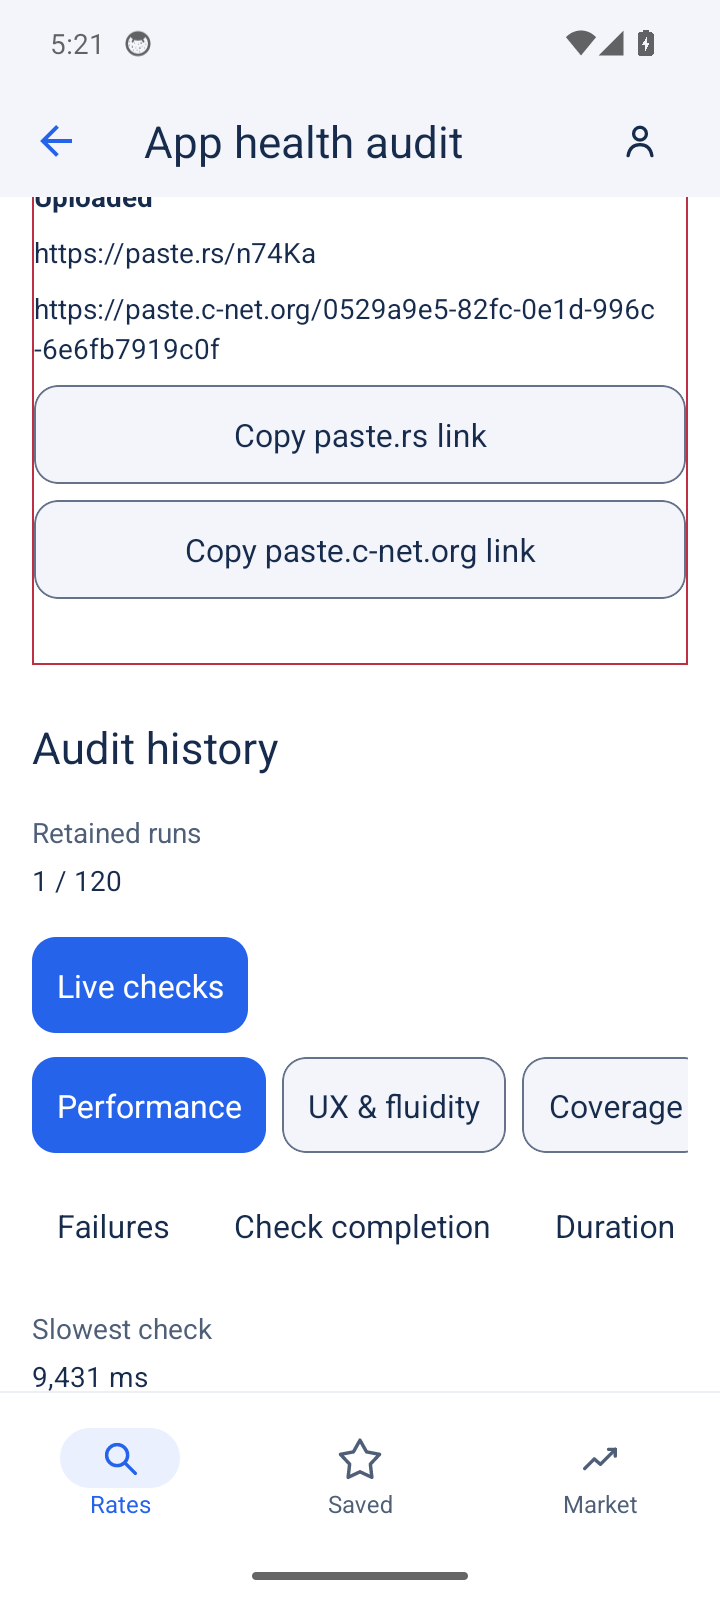 5:21
App health audit
Uploaded
https://paste.rs/n74Ka
https://paste.c-net.org/0529a9e5-82fc-0e1d-996c
-6e6fb7919c0f
Copy paste.rs link
Copy paste.c-net.org link
Audit history
Retained runs
1 / 120
Live checks
Performance UX & fluidity Coverage
Failures Check completion Duration
Slowest check
9,431 ms
Rates Saved Market